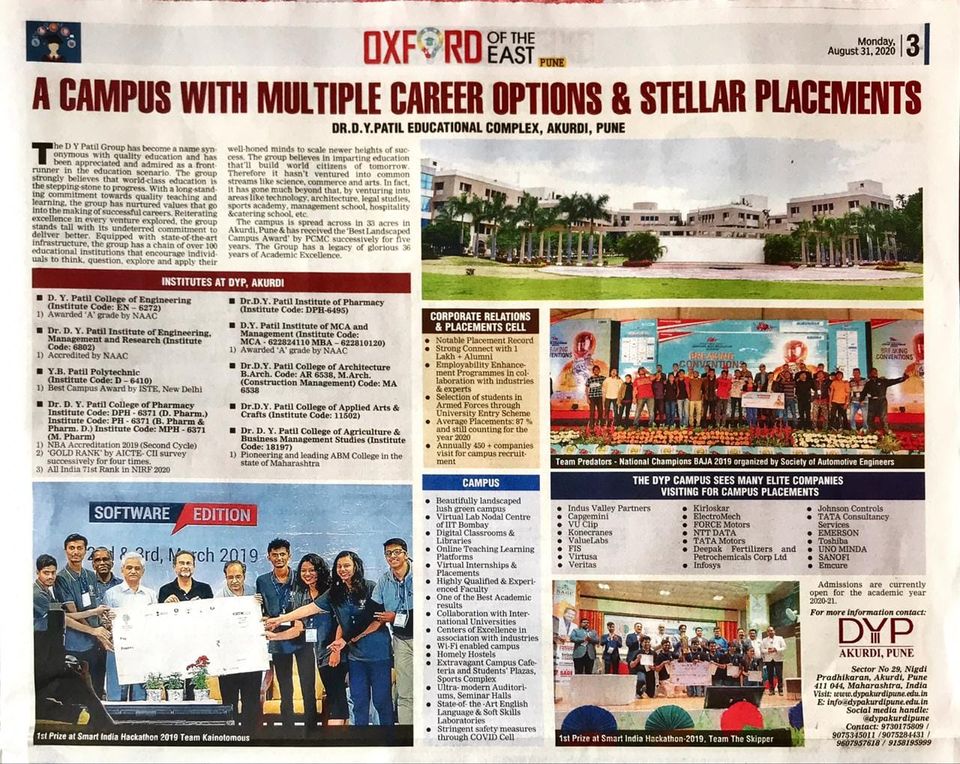 OXFORD OF THE EAST PUNE
Monday,
August 31, 2020
3
A CAMPUS WITH MULTIPLE CAREER OPTIONS & STELLAR PLACEMENTS
DR.D.Y.PATIL EDUCATIONAL COMPLEX, AKURDI, PUNE
The D Y Patil Group has become a name syn-
onymous with quality education and has
been appreciated and admired as a front-
runner in the education scenario. The group
strongly believes that world-class education is
the stepping-stone to progress. With a long-stand-
ing commitment towards quality teaching and
learning, the group has nurtured values that go
into the making of successful careers. Reiterating
excellence in every venture explored, the group
stands tall with its undeterred commitment to
deliver better. Equipped with state-of-the-art
infrastructure, the group has a chain of over 100
educational institutions that encourage individ-
uals to think, question, explore and apply their
well-honed minds to scale newer heights of suc-
cess. The group believes in imparting education
that'll build world citizens of tomorrow.
Therefore it hasn't ventured into common
streams like science, commerce and arts. In fact,
it has gone much beyond that, by venturing into
areas like technology, architecture, legal studies,
sports academy, management school, hospitality
&catering school, etc.
The campus is spread across in 33 acres in
Akurdi, Pune & has received the 'Best Landscaped
Campus Award' by PCMC successively for five
years. The Group has a legacy of glorious 36
years of Academic Excellence.
INSTITUTES AT DYP, AKURDI
D. Y. Patil College of Engineering
(Institute Code: EN – 6272)
1) Awarded 'A' grade by NAAC
Dr. D. Y. Patil Institute of Engineering,
Management and Research (Institute
Code: 6802)
1) Accredited by NAAC
Y.B. Patil Polytechnic
(Institute Code: D – 6410)
1) Best Campus Award by ISTE, New Delhi
Dr. D. Y. Patil College of Pharmacy
Institute Code: DPH - 6371 (D. Pharm.)
Institute Code: PH - 6371 (B. Pharm &
Pharm. D.) Institute Code: MPH - 6371
(M. Pharm)
1) NBA Accreditation 2019 (Second Cycle)
2) 'GOLD RANK' by AICTE-CII survey
successively for four times.
3) All India 71st Rank in NIRF 2020
Dr.D.Y. Patil Institute of Pharmacy
(Institute Code: DPH-6495)
D.Y. Patil Institute of MCA and
Management (Institute Code:
MCA - 622824110 MBA – 622810120)
1) Awarded 'A' grade by NAAC
Dr.D.Y. Patil College of Architecture
B.Arch. Code: AR 6538, M.Arch.
(Construction Management) Code: MA
6538
Dr.D.Y. Patil College of Applied Arts &
Crafts (Institute Code: 11502)
Dr. D. Y. Patil College of Agriculture &
Business Management Studies (Institute
Code: 18197)
1) Pioneering and leading ABM College in the
state of Maharashtra
CORPORATE RELATIONS
& PLACEMENTS CELL
Notable Placement Record
Strong Connect with 1
Lakh + Alumni
Employability Enhance-
ment Programmes in col-
laboration with industries
& experts
Selection of students in
Armed Forces through
University Entry Scheme
Average Placements: 87 %
and still counting for the
year 2020
Annually 450 + companies
visit for campus recruit-
ment
BREAKING
CONVENTIONS
Team Predators - National Champions BAJA 2019 organized by Society of Automotive Engineers
SOFTWARE EDITION
2nd & 3rd, March 2019
1st Prize at Smart India Hackathon 2019 Team Kainotomous
CAMPUS
Beautifully landscaped
lush green campus
Virtual Lab Nodal Centre
of IIT Bombay
Digital Classrooms &
Libraries
Online Teaching Learning
Platforms
Virtual Internships &
Placements
Highly Qualified & Experi-
enced Faculty
One of the Best Academic
results
Collaboration with Inter-
national Universities
Centers of Excellence in
association with industries
Wi-Fi enabled campus
Homely Hostels
Extravagant Campus Cafe-
teria and Students' Plazas,
Sports Complex
Ultra- modern Auditori-
ums, Seminar Halls
State-of- the -Art English
Language & Soft Skills
Laboratories
Stringent safety measures
through COVID Cell
THE DYP CAMPUS SEES MANY ELITE COMPANIES
VISITING FOR CAMPUS PLACEMENTS
Indus Valley Partners
Capgemini
VU Clip
Konecranes
ValueLabs
FIS
Virtusa
Veritas
Kirloskar
ElectroMech
FORCE Motors
NTT DATA
TATA Motors
Deepak Fertilizers and
Petrochemicals Corp Ltd
Infosys
Johnson Controls
TATA Consultancy
Services
EMERSON
Toshiba
UNO MINDA
SANOFI
Emcure
1st Prize at Smart India Hackathon-2019, Team The Skipper
Admissions are currently
open for the academic year
2020-21.
For more information contact:
DYP
AKURDI, PUNE
Sector No 29, Nigdi
Pradhikaran, Akurdi, Pune
411 044, Maharashtra, India
Visit: www.dypakurdipune.edu.in
E: info@dypakurdipune.edu.in
Social media handle:
@dypakurdipune
Contact: 9730175809 /
9075345011 /9075284431 /
9607957618 / 9158195999